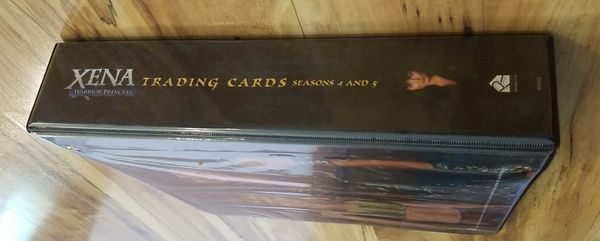 XENA
WARRIOR PRINCESS
TRADING CARDS SEASONS 4 AND 5